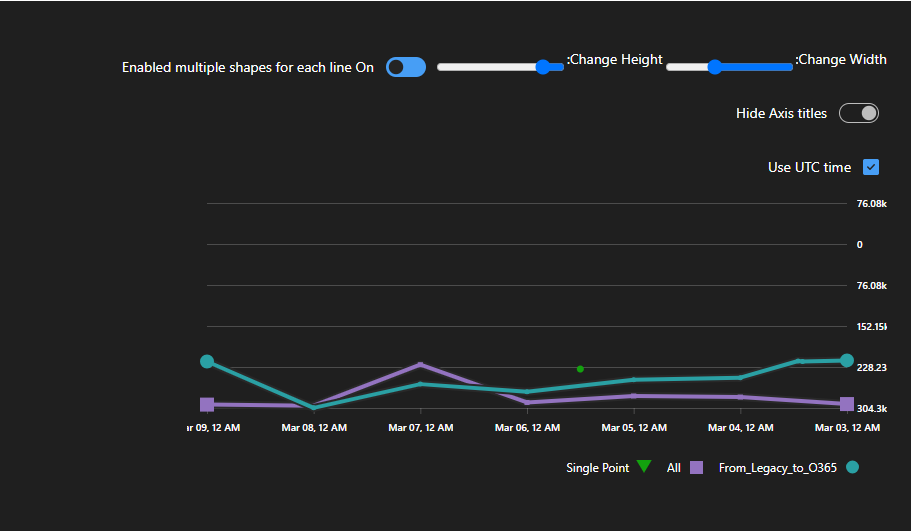 Enabled multiple shapes for each line On :Change Height :Change Width
Hide Axis titles
Use UTC time
76.08k
0
76.08k
152.15k
228.23
304.3k
r 09, 12 AM Mar 08, 12 AM Mar 07, 12 AM Mar 06, 12 AM Mar 05, 12 AM Mar 04, 12 AM Mar 03, 12 AM
Single Point All From_Legacy_to_O365